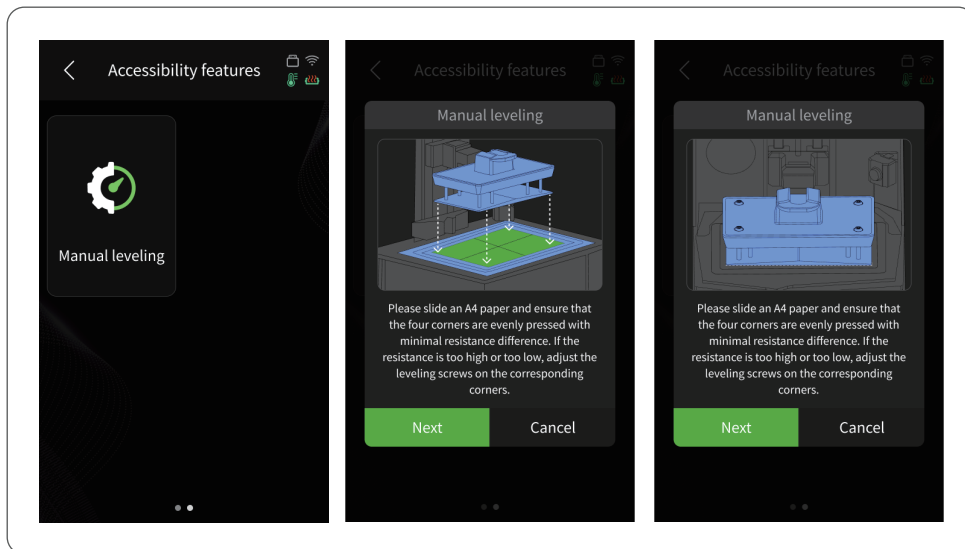 Accessibility features
Manual leveling
Accessibility features
Manual leveling
Please slide an A4 paper and ensure that
the four corners are evenly pressed with
minimal resistance difference. If the
resistance is too high or too low, adjust the
leveling screws on the corresponding
corners.
Next Cancel
Accessibility features
Manual leveling
Please slide an A4 paper and ensure that
the four corners are evenly pressed with
minimal resistance difference. If the
resistance is too high or too low, adjust the
leveling screws on the corresponding
corners.
Next Cancel